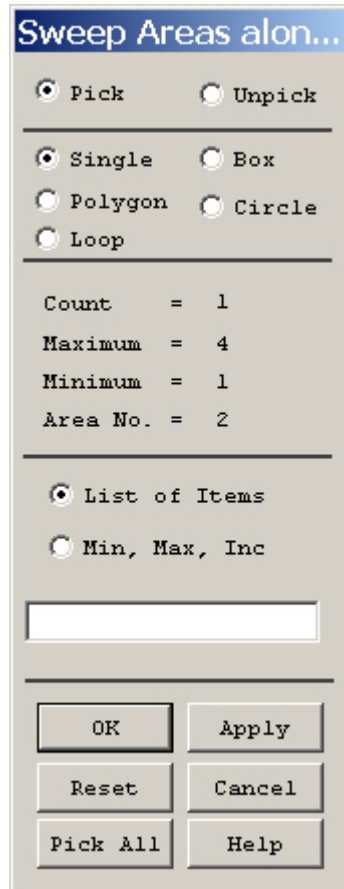 Sweep Areas alon...
Pick Unpick
Single Box
Polygon Circle
Loop
Count = 1
Maximum = 4
Minimum = 1
Area No. = 2
List of Items
Min, Max, Inc
OK Apply
Reset Cancel
Pick All Help